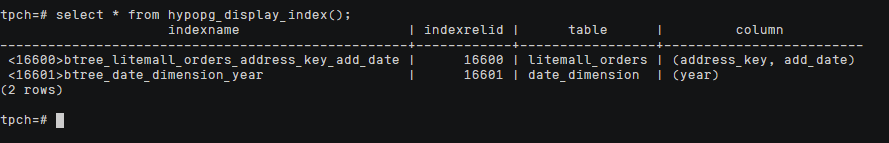 tpch=# select * from hypopg_display_index();
                   indexname                    | indexrelid |     table       |          column
------------------------------------------------+------------+-----------------+---------------------------
 <16600>btree_litemall_orders_address_key_add_date |      16600 | litemall_orders | (address_key, add_date)
 <16601>btree_date_dimension_year                  |      16601 | date_dimension  | (year)
(2 rows)
tpch=#